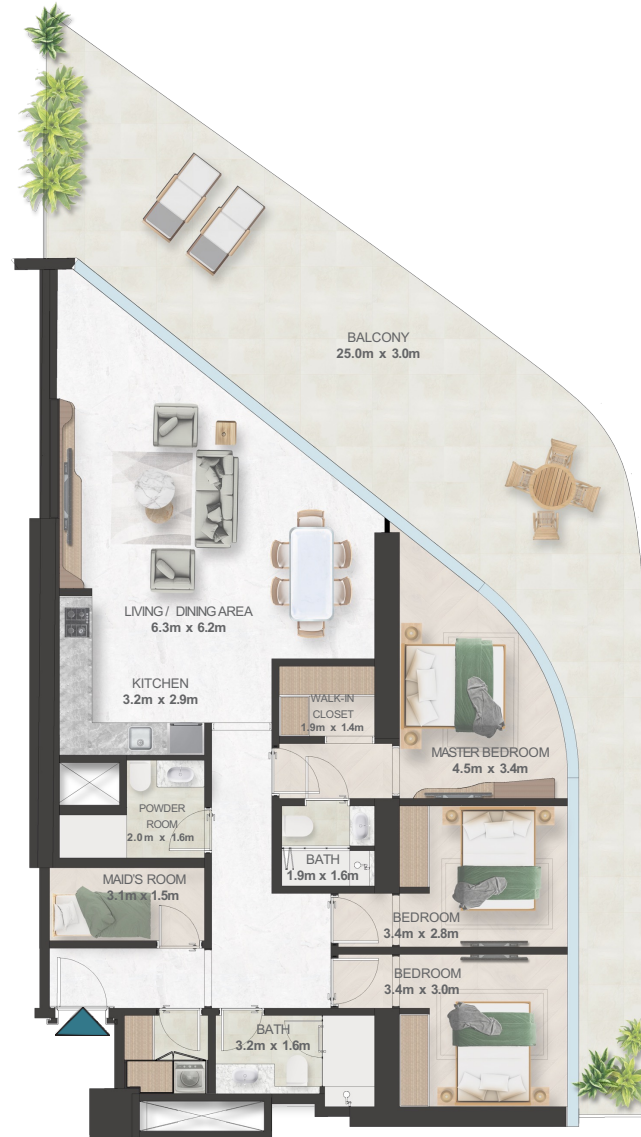 BALCONY
25.0m x 3.0m
LIVING / DINING AREA
6.3m x 6.2m
KITCHEN
3.2m x 2.9m
WALK-IN
CLOSET
1.9m x 1.4m
MASTER BEDROOM
4.5m x 3.4m
POWDER
ROOM
2.0m x 1.6m
BATH
1.9m x 1.6m
MAID'S ROOM
3.1m x 1.5m
BEDROOM
3.4m x 2.8m
BEDROOM
3.4m x 3.0m
BATH
3.2m x 1.6m